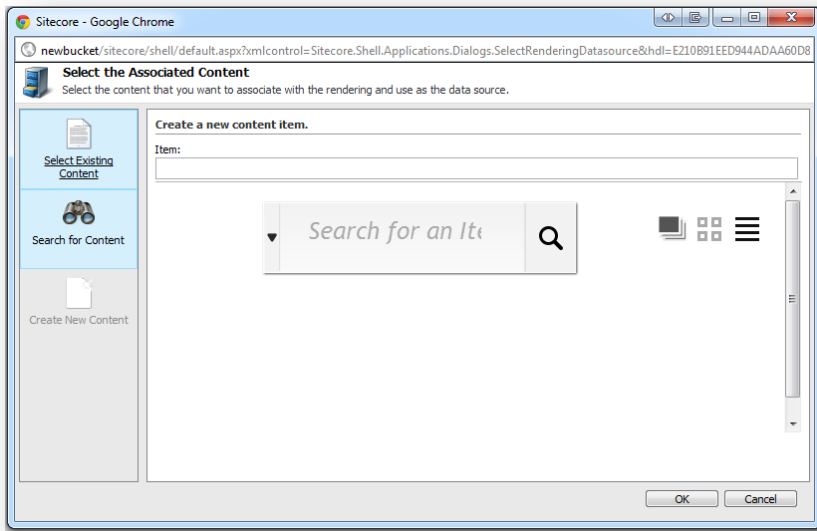 Sitecore - Google Chrome
newbucket/sitecore/shell/default.aspx?xmlcontrol=Sitecore.Shell.Applications.Dialogs.SelectRenderingDatasource&hdl=E210B91EED944ADAA60D8
Select the Associated Content
Select the content that you want to associate with the rendering and use as the data source.
Select Existing
Content
Search for Content
Create New Content
Create a new content item.
Item:
Search for an Ite
OK
Cancel